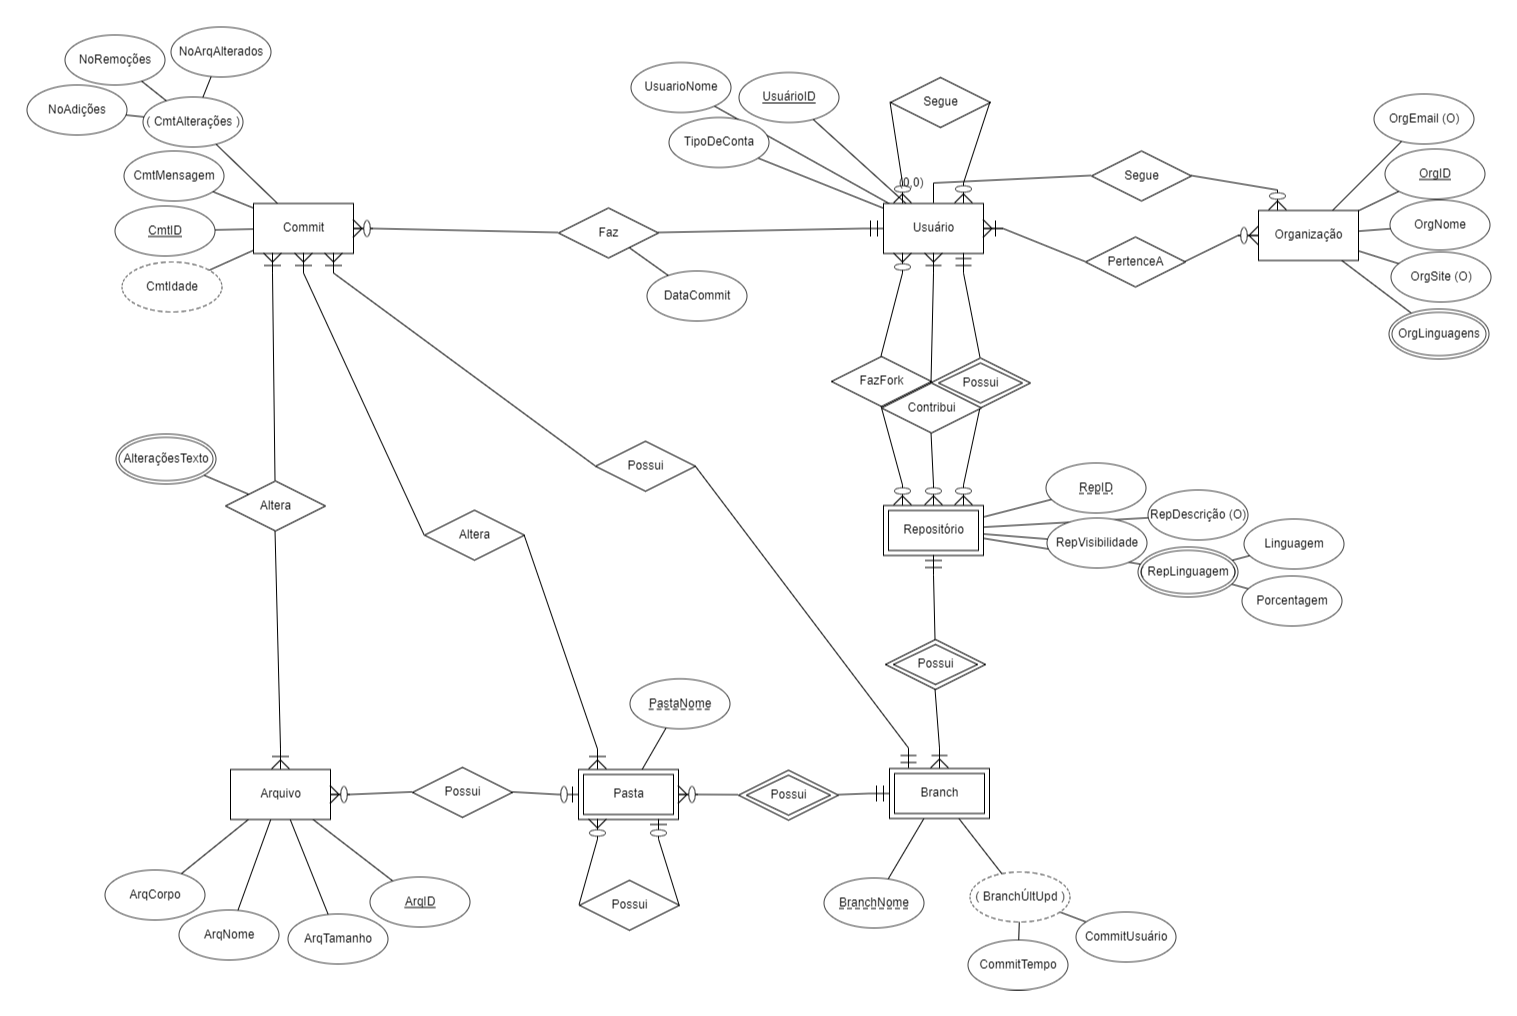 NoRemoções
NoArqAlterados
NoAdições
( CmtAlterações )
CmtMensagem
CmtID
CmtIdade
Commit
Faz
DataCommit
UsuarioNome
UsuárioID
TipoDeConta
Segue
(0,0)
Usuário
Segue
PertenceA
Organização
OrgEmail (O)
OrgID
OrgNome
OrgSite (O)
OrgLinguagens
FazFork
Possui
Contribui
AlteraçõesTexto
Altera
Altera
Possui
Repositório
RepID
RepDescrição (O)
RepVisibilidade
RepLinguagem
Linguagem
Porcentagem
Possui
PastaNome
Arquivo
Possui
Pasta
Possui
Branch
ArqCorpo
ArqNome
ArqTamanho
ArqID
Possui
BranchNome
( BranchÚltUpd )
CommitUsuário
CommitTempo